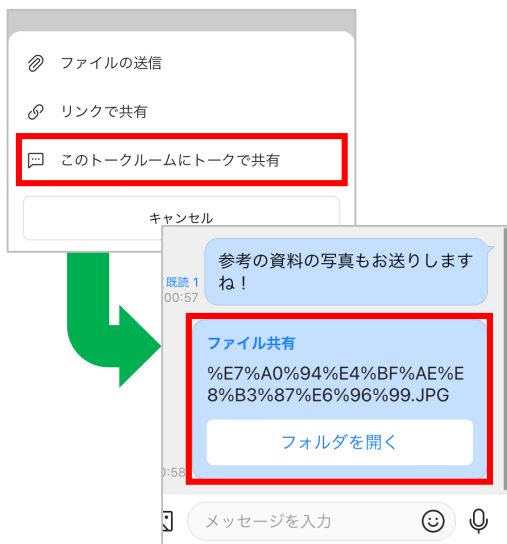 ファイルの送信
リンクで共有
このトークルームにトークで共有
キャンセル
参考の資料の写真もお送りします
ね！
既読 1
00:57
ファイル共有
%E7%A0%94%E4%BF%AE%E
8%B3%87%E6%96%99.JPG
フォルダを開く
:58
メッセージを入力